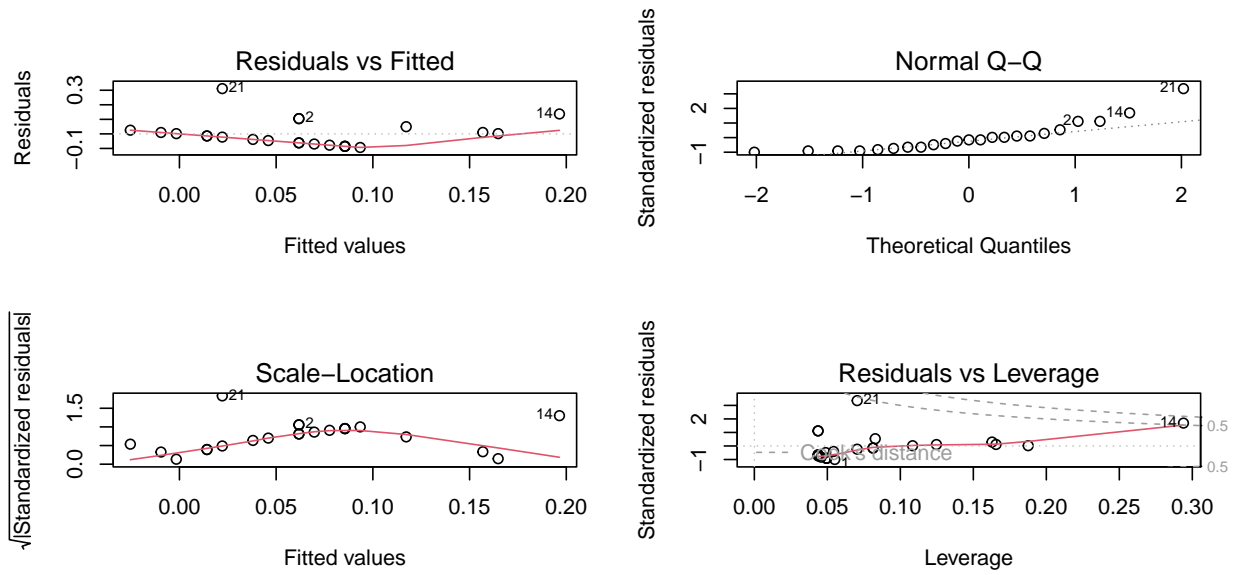 Residuals vs Fitted
Residuals
0.3
−0.1
21
2
14
0.00 0.05 0.10 0.15 0.20
Fitted values
Normal Q−Q
Standardized residuals
2
−1
21
2
14
−2 −1 0 1 2
Theoretical Quantiles
Scale−Location
√|Standardized residuals|
1.5
0.0
21
2
14
0.00 0.05 0.10 0.15 0.20
Fitted values
Residuals vs Leverage
Standardized residuals
2
−1
21
14
Cook's distance
0.5
0.5
0.00 0.05 0.10 0.15 0.20 0.25 0.30
Leverage